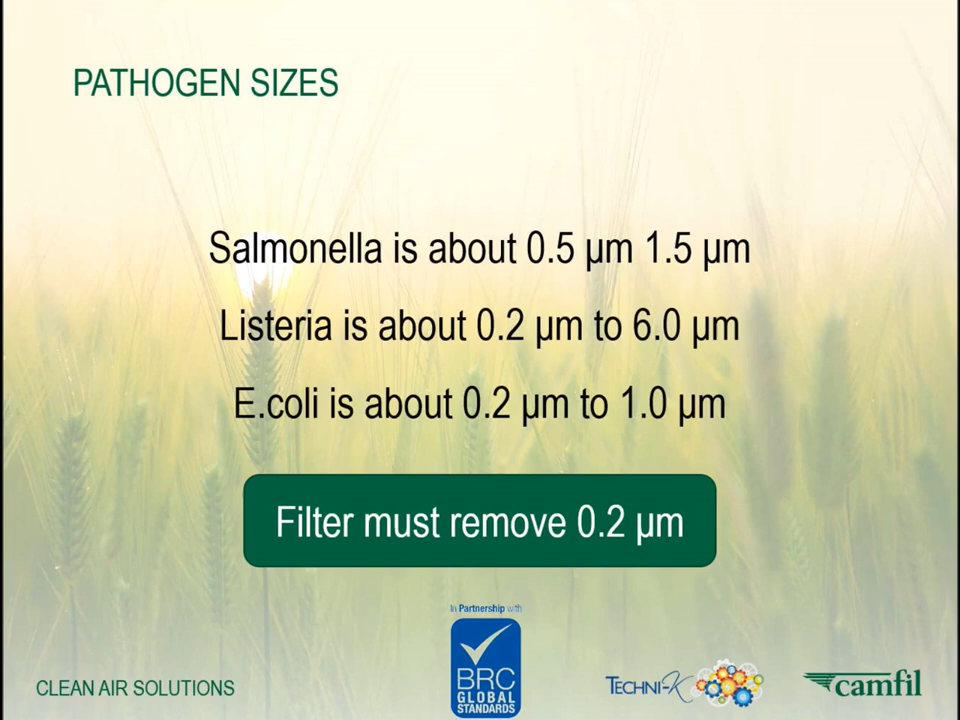 PATHOGEN SIZES
Salmonella is about 0.5 µm 1.5 µm
Listeria is about 0.2 µm to 6.0 µm
E.coli is about 0.2 µm to 1.0 µm
Filter must remove 0.2 µm
In Partnership with
BRC
GLOBAL
STANDARDS
CLEAN AIR SOLUTIONS
TECHNI-K
camfil